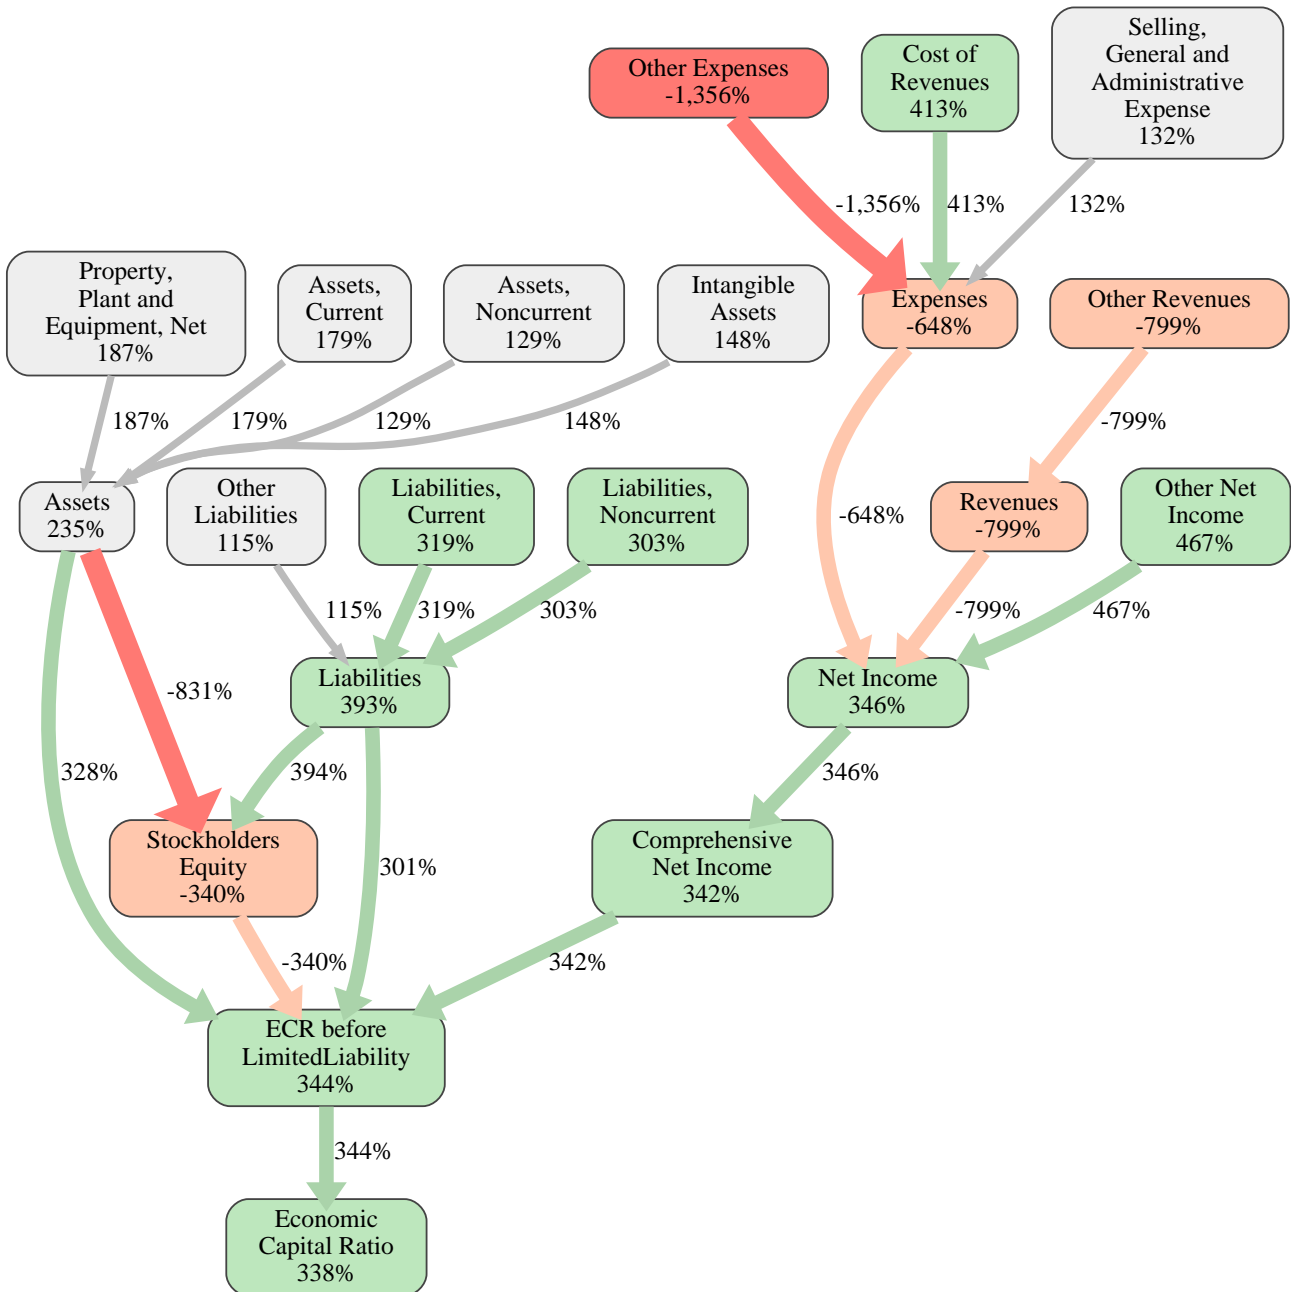 Other Expenses
-1,356%
Cost of
Revenues
413%
Selling,
General and
Administrative
Expense
132%
-1,356%
413%
132%
Property,
Plant and
Equipment, Net
187%
Assets,
Current
179%
Assets,
Noncurrent
129%
Intangible
Assets
148%
Expenses
-648%
Other Revenues
-799%
187%
179%
129%
148%
-799%
Assets
235%
Other
Liabilities
115%
Liabilities,
Current
319%
Liabilities,
Noncurrent
303%
-648%
Revenues
-799%
Other Net
Income
467%
115%
319%
303%
-799%
467%
-831%
Liabilities
393%
Net Income
346%
328%
394%
346%
Stockholders
Equity
-340%
301%
Comprehensive
Net Income
342%
-340%
342%
ECR before
LimitedLiability
344%
344%
Economic
Capital Ratio
338%